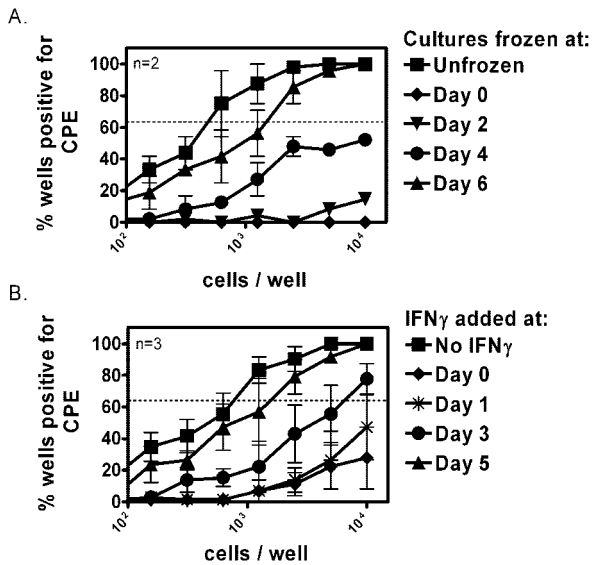 A.
Cultures frozen at:
Unfrozen
Day 0
Day 2
Day 4
Day 6
n=2
100
80
60
40
20
0
% wells positive for
CPE
10²
10³
10⁴
cells / well
B.
IFNγ added at:
No IFNγ
Day 0
Day 1
Day 3
Day 5
n=3
100
80
60
40
20
0
% wells positive for
CPE
10²
10³
10⁴
cells / well